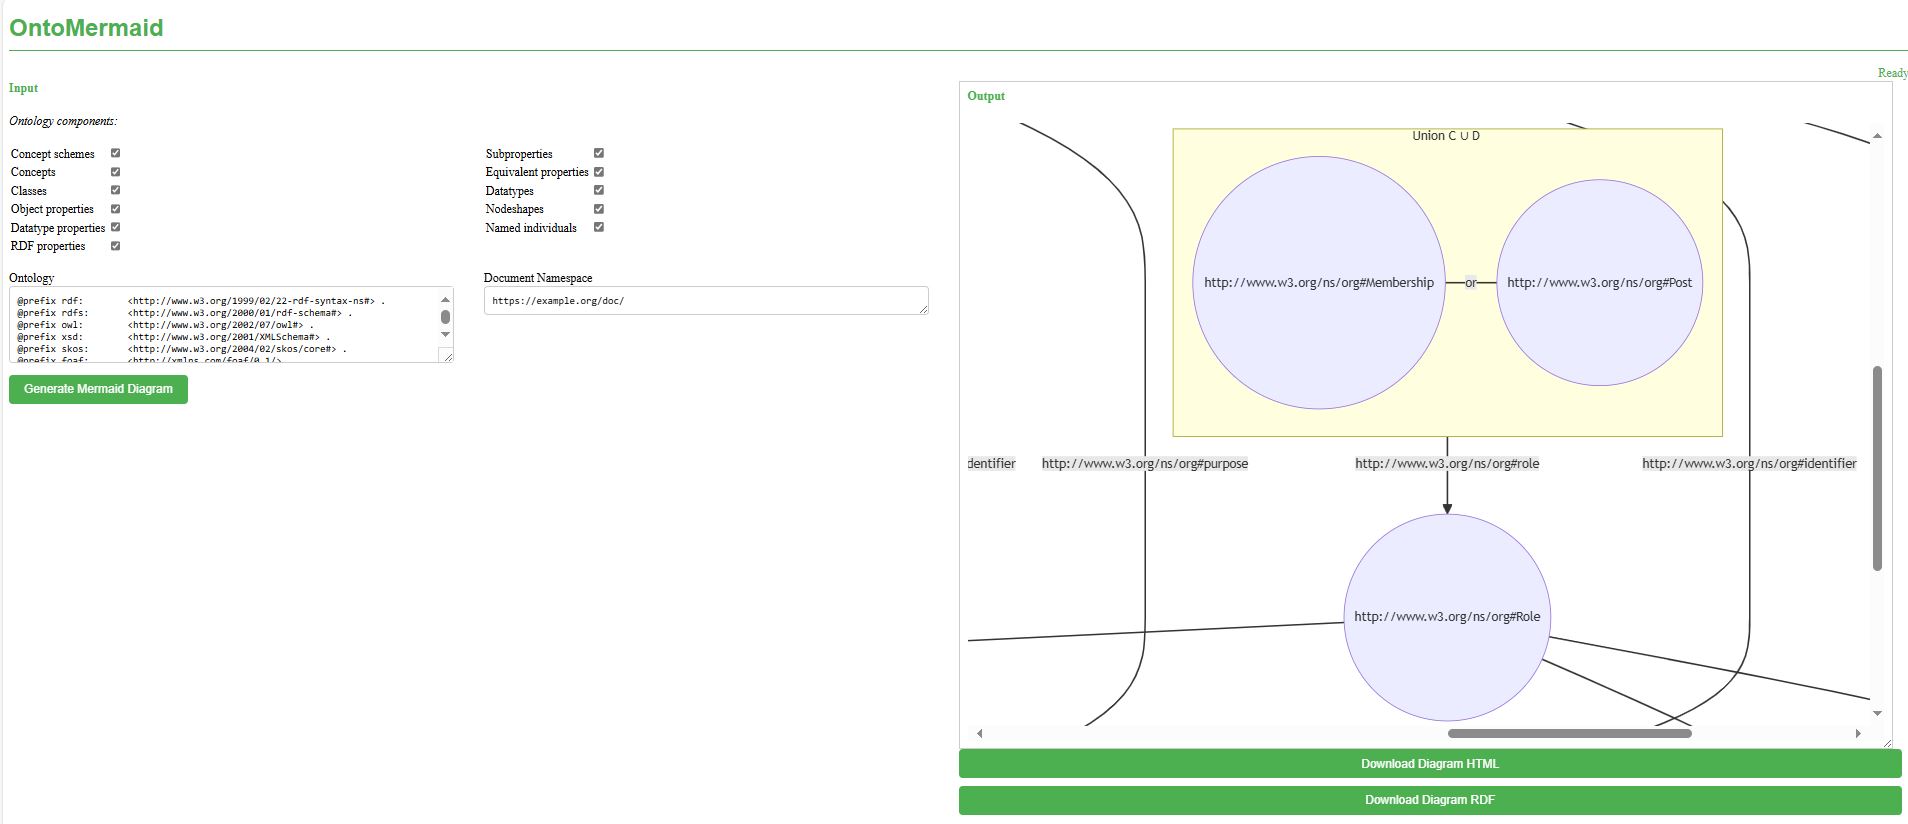 OntoMermaid
Ready
Input
Ontology components:
Concept schemes
Concepts
Classes
Object properties
Datatype properties
RDF properties
Subproperties
Equivalent properties
Datatypes
Nodeshapes
Named individuals
Ontology
@prefix rdf: <http://www.w3.org/1999/02/22-rdf-syntax-ns#> .
@prefix rdfs: <http://www.w3.org/2000/01/rdf-schema#> .
@prefix owl: <http://www.w3.org/2002/07/owl#> .
@prefix xsd: <http://www.w3.org/2001/XMLSchema#> .
@prefix skos: <http://www.w3.org/2004/02/skos/core#> .
@prefix foaf: <http://xmlns.com/foaf/0.1/>
Document Namespace
https://example.org/doc/
Generate Mermaid Diagram
Output
Union C ∪ D
http://www.w3.org/ns/org#Membership
or
http://www.w3.org/ns/org#Post
dentifier
http://www.w3.org/ns/org#purpose
http://www.w3.org/ns/org#role
http://www.w3.org/ns/org#identifier
http://www.w3.org/ns/org#Role
Download Diagram HTML
Download Diagram RDF